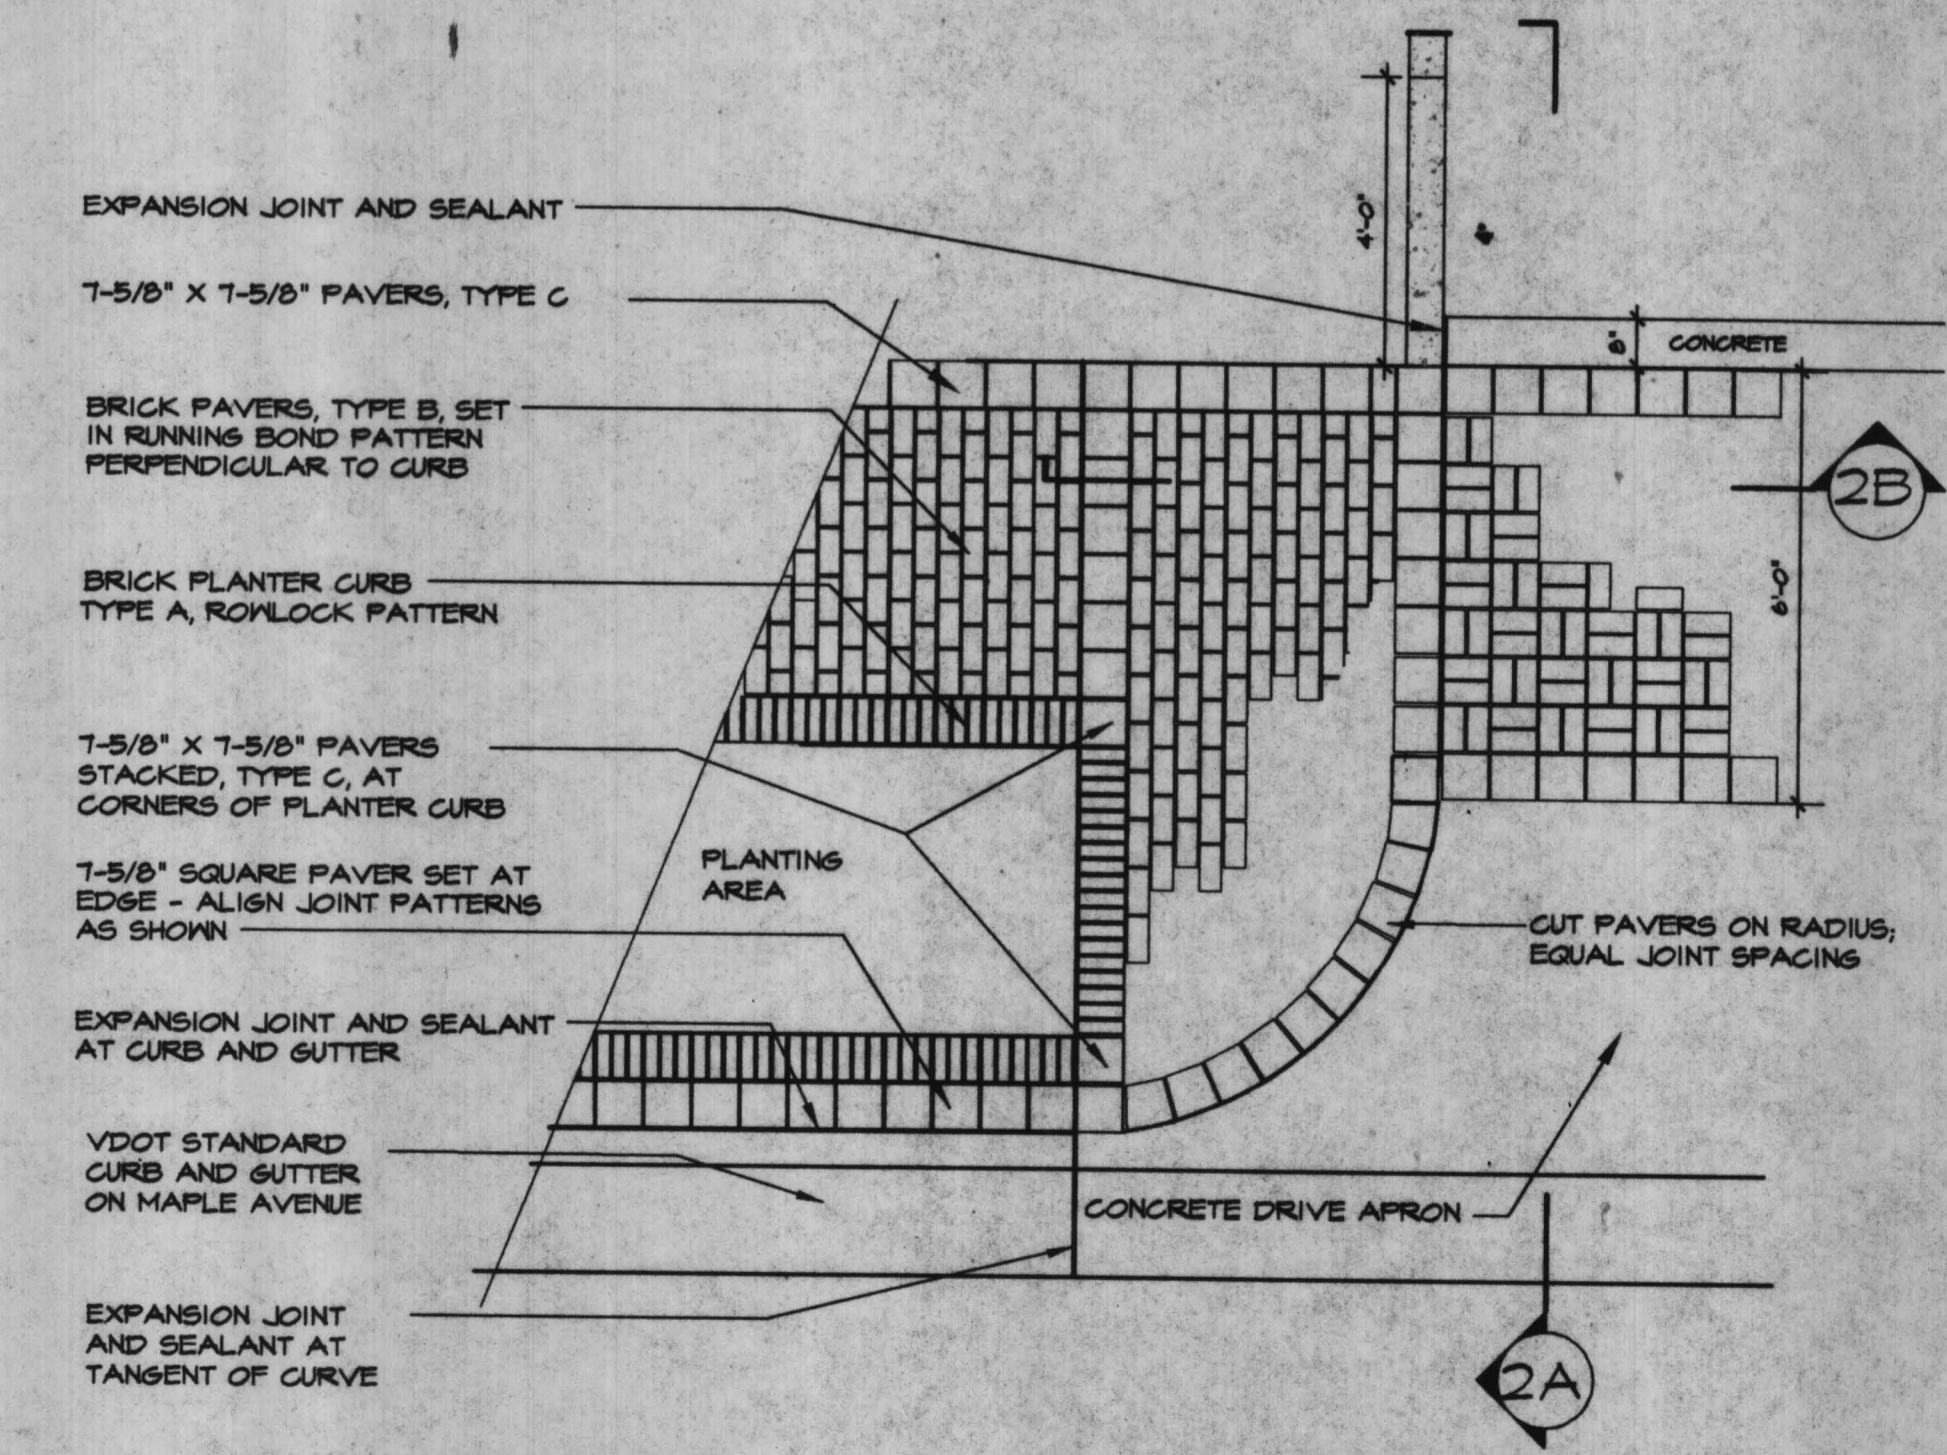 EXPANSION JOINT AND SEALANT
7-5/8" X 7-5/8" PAVERS, TYPE C
BRICK PAVERS, TYPE B, SET
IN RUNNING BOND PATTERN
PERPENDICULAR TO CURB
BRICK PLANTER CURB
TYPE A, ROWLOCK PATTERN
7-5/8" X 7-5/8" PAVERS
STACKED, TYPE C, AT
CORNERS OF PLANTER CURB
7-5/8" SQUARE PAVER SET AT
EDGE - ALIGN JOINT PATTERNS
AS SHOWN
EXPANSION JOINT AND SEALANT
AT CURB AND GUTTER
VDOT STANDARD
CURB AND GUTTER
ON MAPLE AVENUE
EXPANSION JOINT
AND SEALANT AT
TANGENT OF CURVE
PLANTING
AREA
4'-0"
8"
CONCRETE
2B
6'-0"
CUT PAVERS ON RADIUS;
EQUAL JOINT SPACING
CONCRETE DRIVE APRON
2A